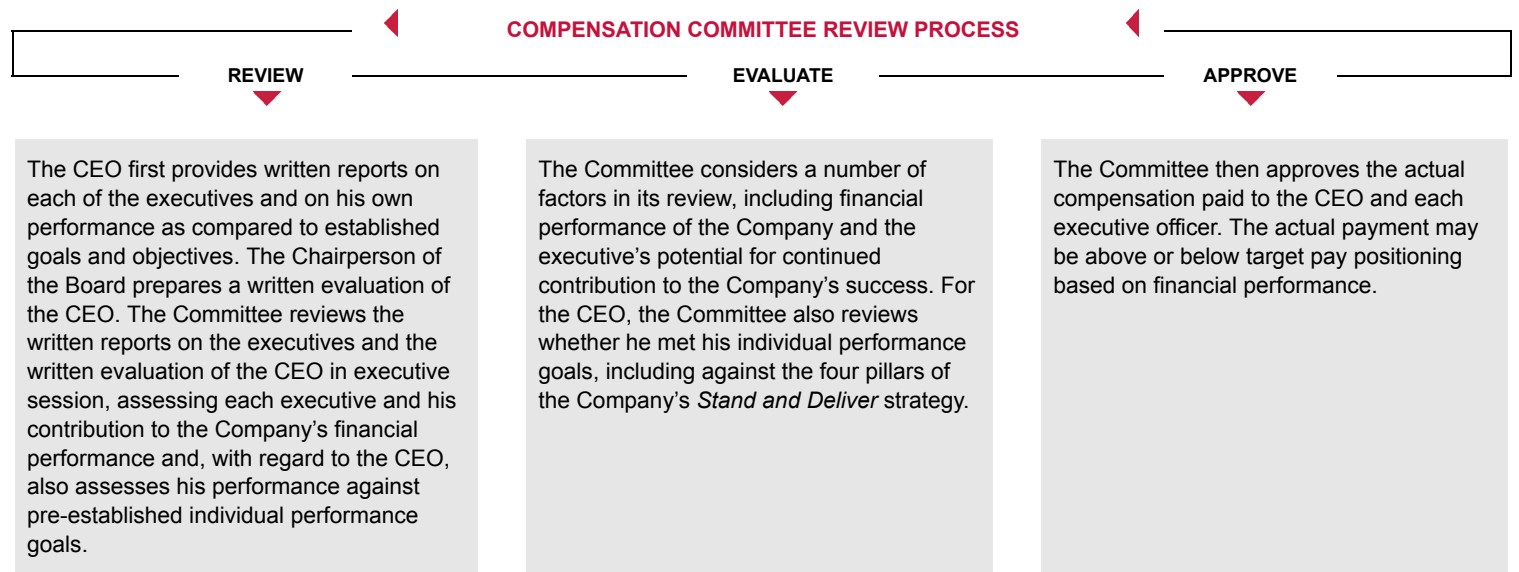 COMPENSATION COMMITTEE REVIEW PROCESS
REVIEW
The CEO first provides written reports on
each of the executives and on his own
performance as compared to established
goals and objectives. The Chairperson of
the Board prepares a written evaluation of
the CEO. The Committee reviews the
written reports on the executives and the
written evaluation of the CEO in executive
session, assessing each executive and his
contribution to the Company’s financial
performance and, with regard to the CEO,
also assesses his performance against
pre-established individual performance
goals.
EVALUATE
The Committee considers a number of
factors in its review, including financial
performance of the Company and the
executive’s potential for continued
contribution to the Company’s success. For
the CEO, the Committee also reviews
whether he met his individual performance
goals, including against the four pillars of
the Company’s Stand and Deliver strategy.
APPROVE
The Committee then approves the actual
compensation paid to the CEO and each
executive officer. The actual payment may
be above or below target pay positioning
based on financial performance.